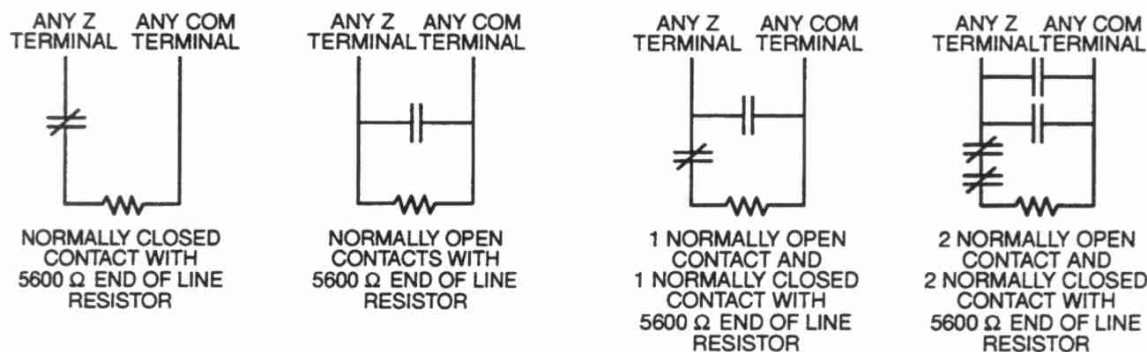 ANY Z ANY COM
TERMINAL TERMINAL
NORMALLY CLOSED
CONTACT WITH
5600 Ω END OF LINE
RESISTOR
ANY Z ANY COM
TERMINAL TERMINAL
NORMALLY OPEN
CONTACTS WITH
5600 Ω END OF LINE
RESISTOR
ANY Z ANY COM
TERMINAL TERMINAL
1 NORMALLY OPEN
CONTACT AND
1 NORMALLY CLOSED
CONTACT WITH
5600 Ω END OF LINE
RESISTOR
ANY Z ANY COM
TERMINAL TERMINAL
2 NORMALLY OPEN
CONTACT AND
2 NORMALLY CLOSED
CONTACT WITH
5600 Ω END OF LINE
RESISTOR